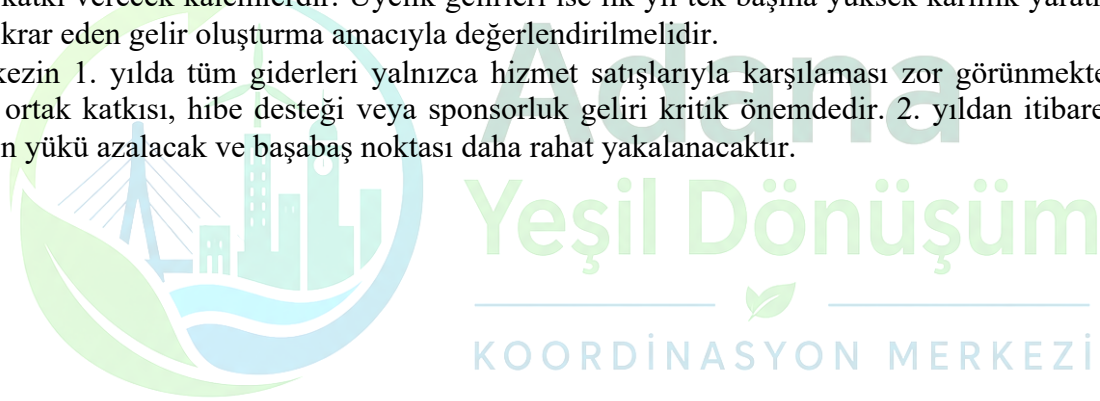 katkı verecek kalemlerdir. Üyelik gelirleri ise ilk yıl tek başına yüksek karlılık
krar eden gelir oluşturma amacıyla değerlendirilmelidir.
kezin 1. yılda tüm giderleri yalnızca hizmet satışlarıyla karşılaması zor görünmekte
ortak katkısı, hibe desteği veya sponsorluk geliri kritik önemdedir. 2. yıldan itibare
n yükü azalacak ve başabaş noktası daha rahat yakalanacaktır.
Adana
Yeşil Dönüşüm
KOORDİNASYON MERKEZİ